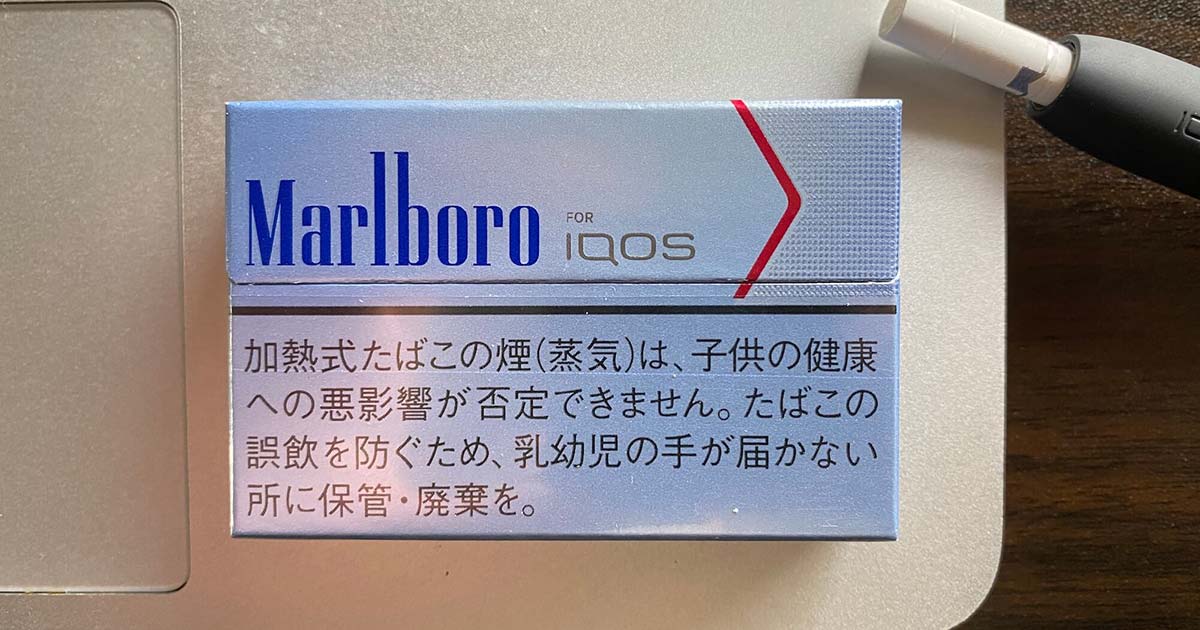 Marlboro
FOR
IQOS
加熱式たばこの煙(蒸気)は、子供の健康
への悪影響が否定できません。たばこの
誤飲を防ぐため、乳幼児の手が届かない
所に保管・廃棄を。